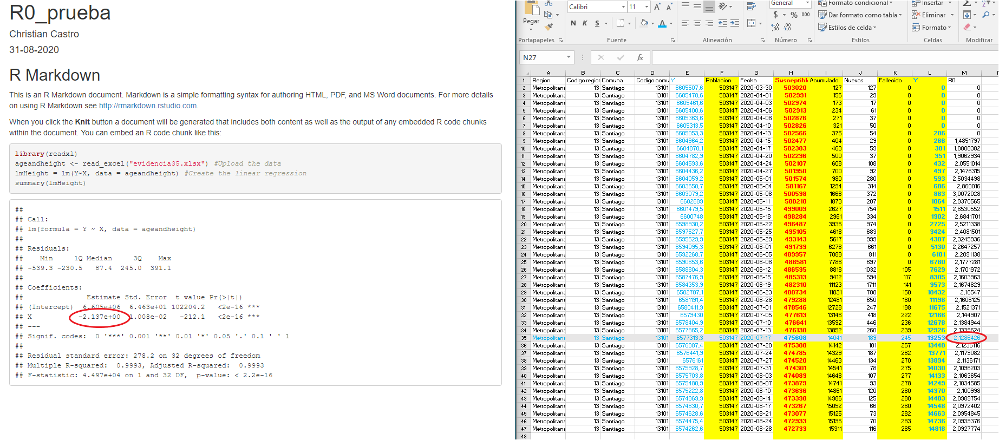 R0_prueba
Christian Castro
31-08-2020
R Markdown
This is an R Markdown document. Markdown is a simple formatting syntax for authoring HTML, PDF, and MS Word documents. For more details
on using R Markdown see http://rmarkdown.rstudio.com.
When you click the Knit button a document will be generated that includes both content as well as the output of any embedded R code chunks
within the document. You can embed an R code chunk like this:
library(readxl)
ageandheight <- read_excel("evidencia35.xlsx") #Upload the data
lmHeight = lm(Y~X, data = ageandheight) #Create the linear regression
summary(lmHeight)
##
## Call:
## lm(formula = Y ~ X, data = ageandheight)
##
## Residuals:
## Min 1Q Median 3Q Max
## -539.3 -230.5 87.4 245.0 391.1
##
## Coefficients:
## Estimate Std. Error t value Pr(>|t|)
## (Intercept) 6.605e+06 6.463e+01 102204.2 <2e-16 ***
## X -2.137e+00 1.008e-02 -212.1 <2e-16 ***
## ---
## Signif. codes: 0 '***' 0.001 '**' 0.01 '*' 0.05 '.' 0.1 ' ' 1
##
## Residual standard error: 278.2 on 32 degrees of freedom
## Multiple R-squared: 0.9993, Adjusted R-squared: 0.9993
## F-statistic: 4.497e+04 on 1 and 32 DF, p-value: < 2.2e-16
Pegar
Calibri 11 A A
N K S A
General
$ % 000
Formato condicional
Dar formato como tabla
Estilos de celda
Insertar
Eliminar
Formato
Portapapeles Fuente Alineación Número Estilos Celdas Modificar
N27 fx
A B C D E F G H I J K L M
1 Region Codigo region Comuna Codigo comu Y Poblacion Fecha Susceptibl Acumulado Nuevos Fallecido Y R0
2 Metropolitana 13 Santiago 13101 6605507,6 503147 2020-03-30 503020 127 127 0 0 0
3 Metropolitana 13 Santiago 13101 6605478,6 503147 2020-04-01 502991 156 29 0 0 0
4 Metropolitana 13 Santiago 13101 6605461,6 503147 2020-04-03 502974 173 17 0 0 0
5 Metropolitana 13 Santiago 13101 6605400,6 503147 2020-04-06 502913 234 61 0 0 0
6 Metropolitana 13 Santiago 13101 6605363,6 503147 2020-04-08 502876 271 37 0 0 0
7 Metropolitana 13 Santiago 13101 6605313,5 503147 2020-04-10 502826 321 50 0 0 0
8 Metropolitana 13 Santiago 13101 6605053,3 503147 2020-04-13 502566 375 54 0 206 0
9 Metropolitana 13 Santiago 13101 6604964,2 503147 2020-04-15 502477 404 29 0 266 1,4851797
10 Metropolitana 13 Santiago 13101 6604870,1 503147 2020-04-17 502383 463 59 0 301 1,8808382
11 Metropolitana 13 Santiago 13101 6604782,9 503147 2020-04-20 502296 500 37 0 351 1,9062934
12 Metropolitana 13 Santiago 13101 6604593,6 503147 2020-04-24 502107 608 108 0 432 2,0551014
13 Metropolitana 13 Santiago 13101 6604436,2 503147 2020-04-27 501950 700 92 0 497 2,1476315
14 Metropolitana 13 Santiago 13101 6604059,2 503147 2020-05-01 501574 980 280 0 593 2,5034498
15 Metropolitana 13 Santiago 13101 6603650,7 503147 2020-05-04 501167 1294 314 0 686 2,860016
16 Metropolitana 13 Santiago 13101 6603079,2 503147 2020-05-08 500598 1666 372 0 883 3,0072028
17 Metropolitana 13 Santiago 13101 6602689 503147 2020-05-11 500210 1873 207 0 1064 2,9370565
18 Metropolitana 13 Santiago 13101 6601479,5 503147 2020-05-15 499009 2627 754 0 1511 2,8530552
19 Metropolitana 13 Santiago 13101 6600748 503147 2020-05-18 498284 2961 334 0 1902 2,6841701
20 Metropolitana 13 Santiago 13101 6598930,2 503147 2020-05-22 496487 3935 974 0 2725 2,5211338
21 Metropolitana 13 Santiago 13101 6597527,7 503147 2020-05-25 495105 4618 683 0 3424 2,4081501
22 Metropolitana 13 Santiago 13101 6595529,9 503147 2020-05-29 493143 5617 999 0 4387 2,3245936
23 Metropolitana 13 Santiago 13101 6594095,3 503147 2020-06-01 491739 6278 661 0 5130 2,2647257
24 Metropolitana 13 Santiago 13101 6592268,7 503147 2020-06-05 489957 7089 811 0 6101 2,2091138
25 Metropolitana 13 Santiago 13101 6590853,6 503147 2020-06-08 488581 7786 697 0 6780 2,1777281
26 Metropolitana 13 Santiago 13101 6588804,3 503147 2020-06-12 486595 8818 1032 105 7629 2,1701972
27 Metropolitana 13 Santiago 13101 6587476,9 503147 2020-06-15 485313 9412 594 117 8305 2,1603963
28 Metropolitana 13 Santiago 13101 6584353,9 503147 2020-06-19 482310 11123 1711 141 9573 2,1674829
29 Metropolitana 13 Santiago 13101 6582707,1 503147 2020-06-23 480734 11831 708 150 10432 2,16547
30 Metropolitana 13 Santiago 13101 6581191,4 503147 2020-06-28 479288 12481 650 180 11198 2,1606125
31 Metropolitana 13 Santiago 13101 6580411,9 503147 2020-07-01 478546 12728 247 198 11675 2,1521371
32 Metropolitana 13 Santiago 13101 6579430 503147 2020-07-05 477613 13146 418 222 12166 2,144907
33 Metropolitana 13 Santiago 13101 6578404,9 503147 2020-07-10 476641 13592 446 236 12678 2,1384944
34 Metropolitana 13 Santiago 13101 6577865,2 503147 2020-07-13 476130 13852 260 239 12926 2,1339624
35 Metropolitana 13 Santiago 13101 6577313,3 503147 2020-07-17 475608 14041 189 245 13253 2,1286426
36 Metropolitana 13 Santiago 13101 6576987,4 503147 2020-07-20 475300 14142 101 257 13448 2,1235116
37 Metropolitana 13 Santiago 13101 6576441,9 503147 2020-07-24 474785 14329 187 262 13771 2,1179082
38 Metropolitana 13 Santiago 13101 6576161 503147 2020-07-27 474520 14463 134 270 13894 2,1136171
39 Metropolitana 13 Santiago 13101 6575928,7 503147 2020-07-31 474301 14541 78 275 14030 2,1096203
40 Metropolitana 13 Santiago 13101 6575703,8 503147 2020-08-03 474089 14648 107 277 14133 2,1063654
41 Metropolitana 13 Santiago 13101 6575480,9 503147 2020-08-07 473879 14741 93 278 14249 2,1034585
42 Metropolitana 13 Santiago 13101 6575222,8 503147 2020-08-10 473636 14861 120 280 14370 2,100998
43 Metropolitana 13 Santiago 13101 6574969,9 503147 2020-08-14 473398 14986 125 280 14483 2,0989754
44 Metropolitana 13 Santiago 13101 6574830,7 503147 2020-08-17 473267 15052 66 280 14548 2,0972402
45 Metropolitana 13 Santiago 13101 6574628,6 503147 2020-08-21 473077 15125 73 282 14663 2,0954845
46 Metropolitana 13 Santiago 13101 6574475,4 503147 2020-08-24 472933 15195 70 283 14736 2,0939376
47 Metropolitana 13 Santiago 13101 6574262,6 503147 2020-08-28 472733 15311 116 285 14818 2,0927774
48